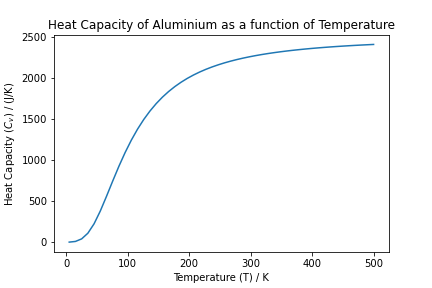 Heat Capacity of Aluminium as a function of Temperature
2500
2000
1500
1000
500
0
Heat Capacity (Cᵥ) / (J/K)
0 100 200 300 400 500
Temperature (T) / K